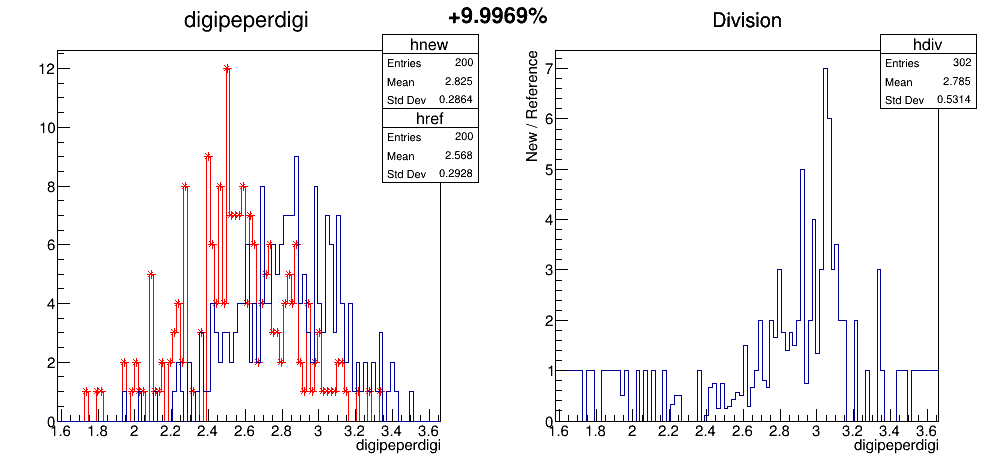 +9.9969%
digipeperdigi
hnew
Entries 200
Mean 2.825
Std Dev 0.2864
href
Entries 200
Mean 2.568
Std Dev 0.2928
12
10
8
6
4
2
0
1.6 1.8 2 2.2 2.4 2.6 2.8 3 3.2 3.4 3.6
digipeperdigi
Division
hdiv
Entries 302
Mean 2.785
Std Dev 0.5314
New / Reference
7
6
5
4
3
2
1
0
1.6 1.8 2 2.2 2.4 2.6 2.8 3 3.2 3.4 3.6
digipeperdigi